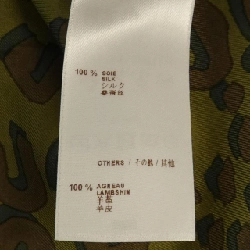 100 % SOIE
SILK
シルク
OTHERS / その他 / 其他
100 % AGNEAU
LAMBSKIN
羊革
羊皮